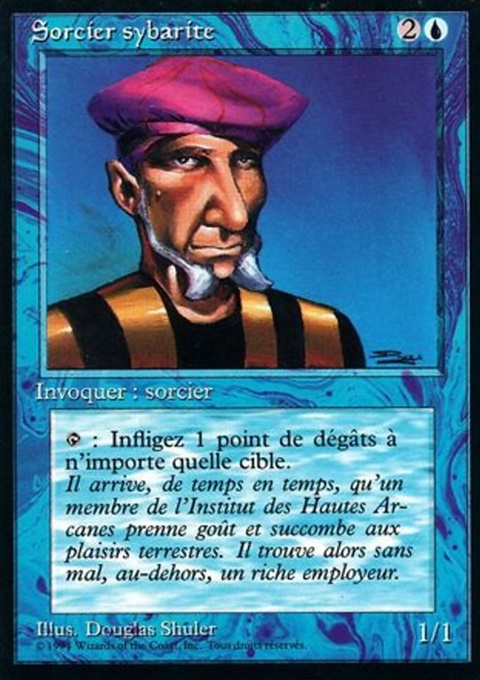 Sorcier sybarite 2
Invoquer : sorcier
: Infligez 1 point de dégâts à
n'importe quelle cible.
Il arrive, de temps en temps, qu'un
membre de l'Institut des Hautes Ar-
canes prenne goût et succombe aux
plaisirs terrestres. Il trouve alors sans
mal, au-dehors, un riche employeur.
Illus. Douglas Shuler
1/1
Wizards of the Coast, Inc. Tous droits réservés.